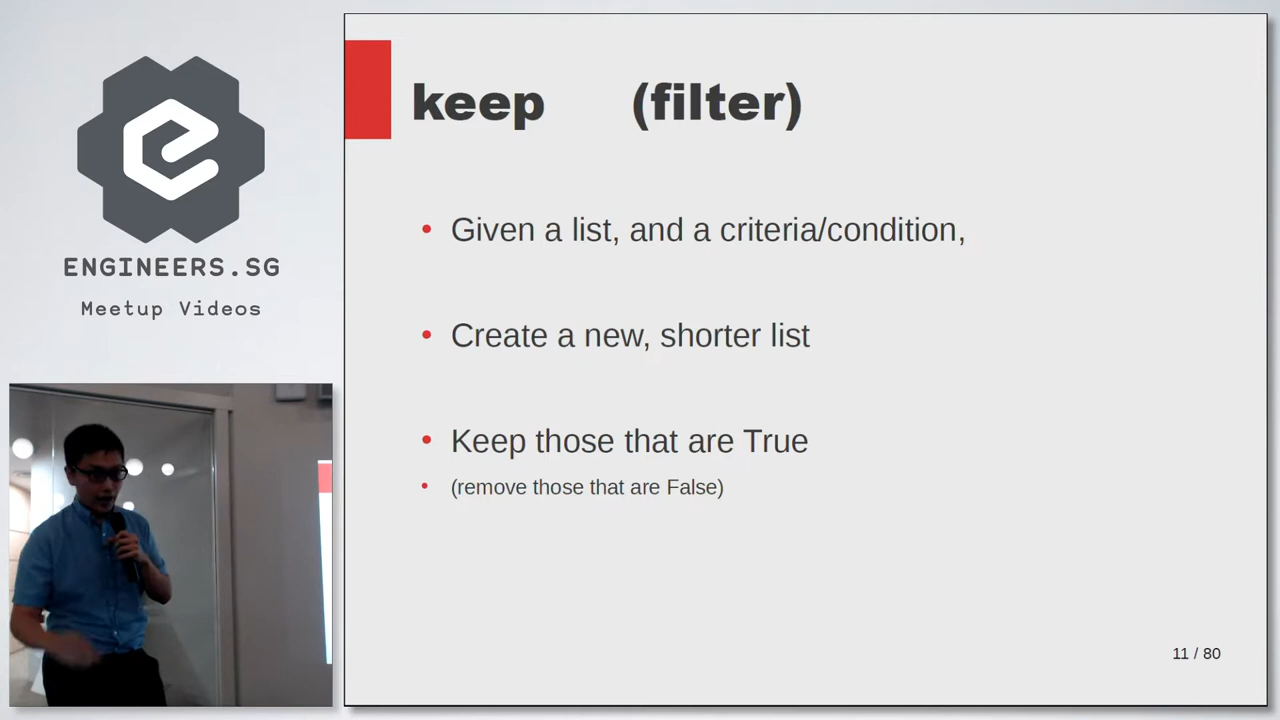 ENGINEERS.SG
Meetup Videos
keep (filter)
• Given a list, and a criteria/condition,
• Create a new, shorter list
• Keep those that are True
• (remove those that are False)
11 / 80